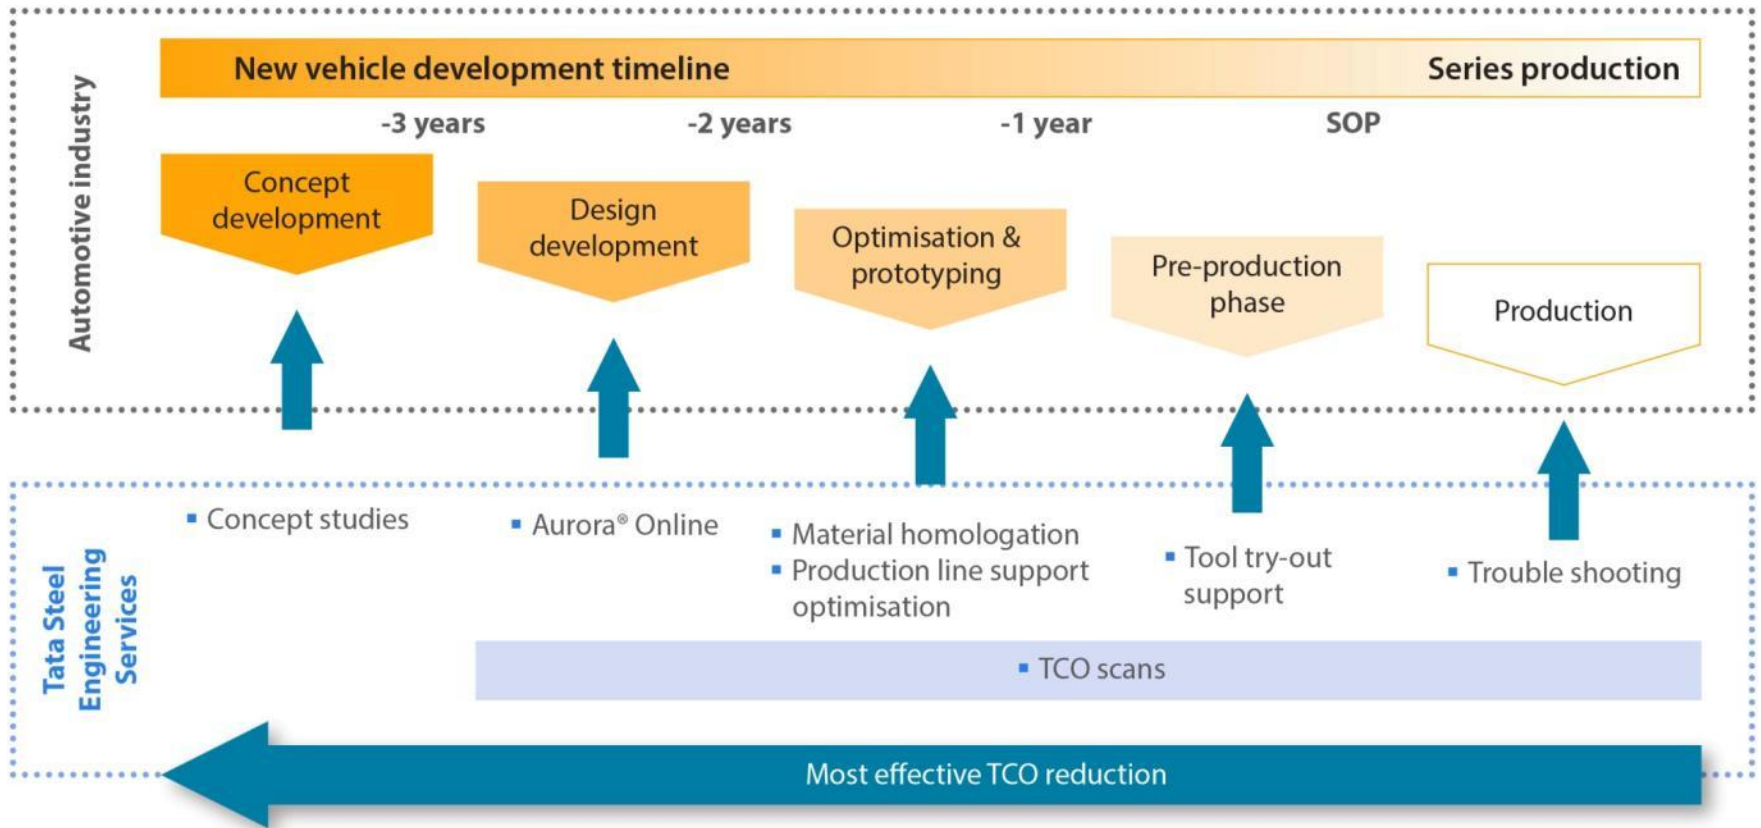 New vehicle development timeline
Series production
-3 years
-2 years
-1 year
SOP
Automotive industry
Concept
development
Design
development
Optimisation &
prototyping
Pre-production
phase
Production
Tata Steel
Engineering
Services
▪ Concept studies
▪ Aurora® Online
▪ Material homologation
▪ Production line support
optimisation
▪ Tool try-out
support
▪ Trouble shooting
▪ TCO scans
Most effective TCO reduction